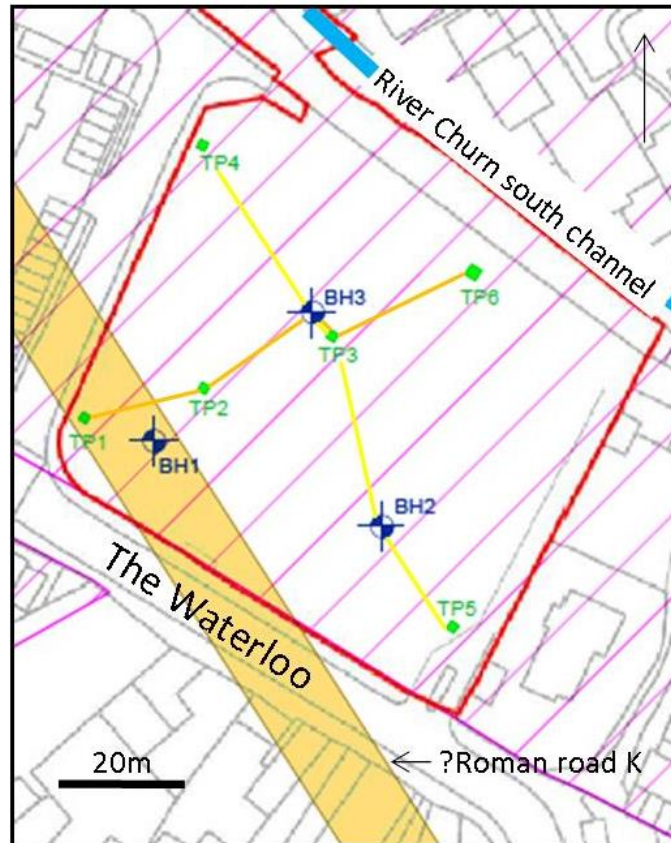 River Churn south channel
TP4
BH3
TP6
TP3
TP2
TP1
BH1
BH2
The Waterloo
TP5
20m
?Roman road K